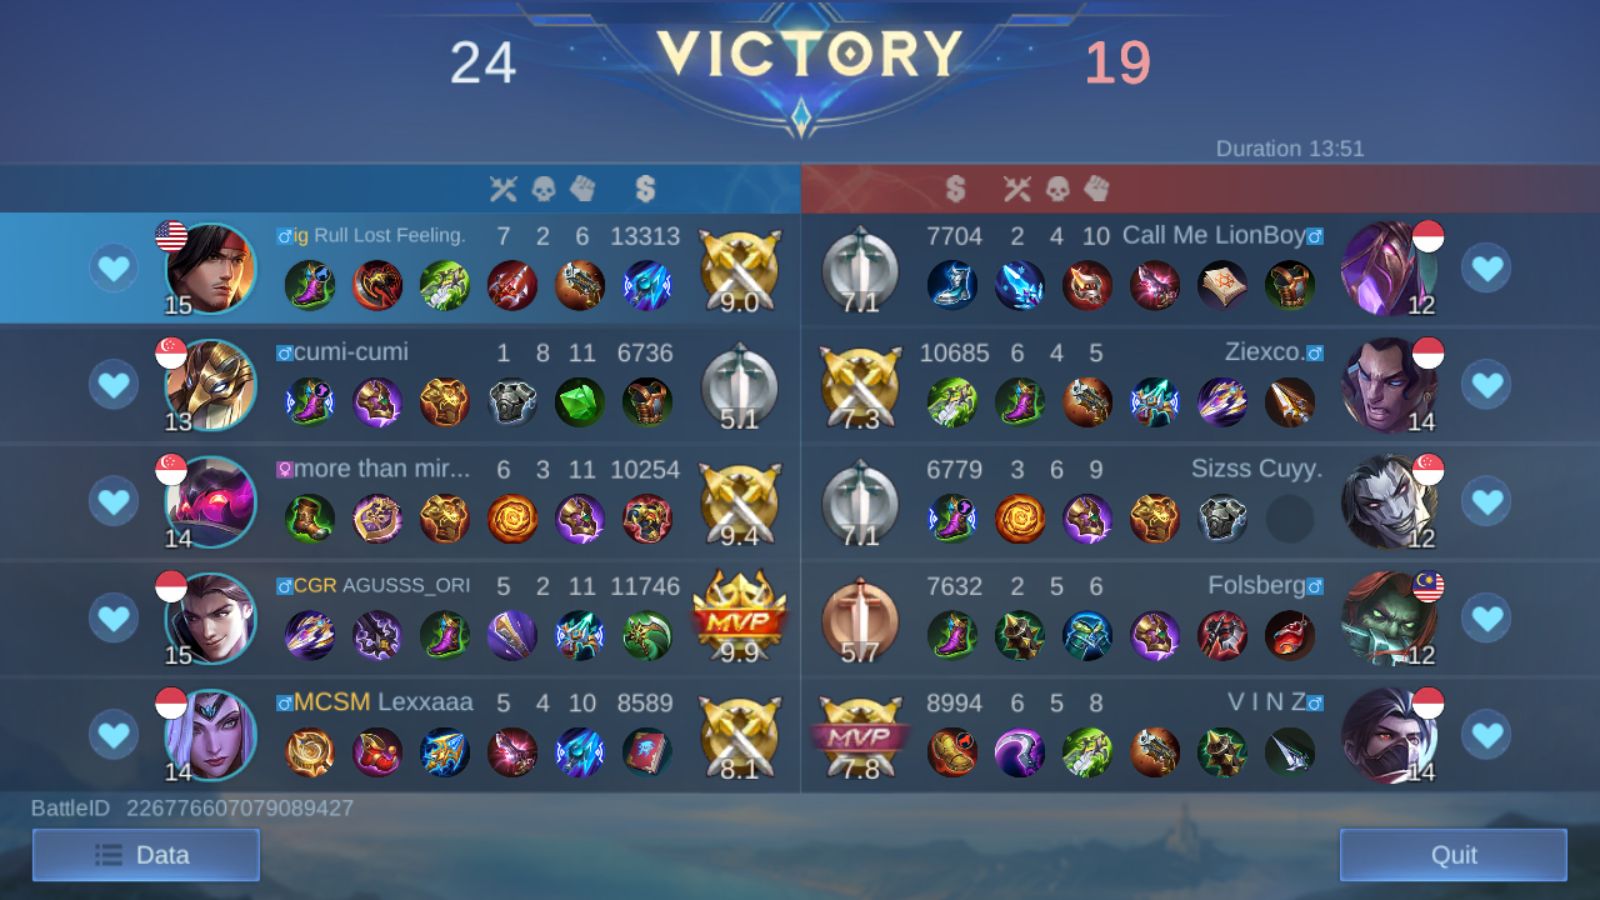 24 VICTORY 19
Duration 13:51
ig Rull Lost Feeling. 7 2 6 13313
15 9.0
7704 2 4 10 Call Me LionBoy
7.1 12
cumi-cumi 1 8 11 6736
13 5.1
10685 6 4 5 Ziexco.
7.3 14
more than mir... 6 3 11 10254
14 9.4
6779 3 6 9 Sizss Cuyy.
7.1 12
CGR AGUSSS_ORI 5 2 11 11746
15 MVP 9.9
7632 2 5 6 Folsberg
5.7 12
MCSM Lexxaaa 5 4 10 8589
14 8.1
8994 6 5 8 V I N Z
MVP 7.8 14
BattleID 226776607079089427
Data
Quit